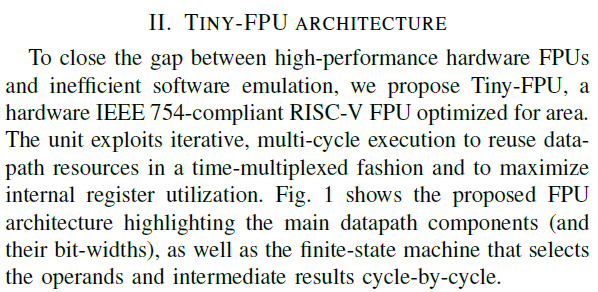 II. TINY-FPU ARCHITECTURE
To close the gap between high-performance hardware FPUs
and inefficient software emulation, we propose Tiny-FPU, a
hardware IEEE 754-compliant RISC-V FPU optimized for area.
The unit exploits iterative, multi-cycle execution to reuse data-
path resources in a time-multiplexed fashion and to maximize
internal register utilization. Fig. 1 shows the proposed FPU
architecture highlighting the main datapath components (and
their bit-widths), as well as the finite-state machine that selects
the operands and intermediate results cycle-by-cycle.